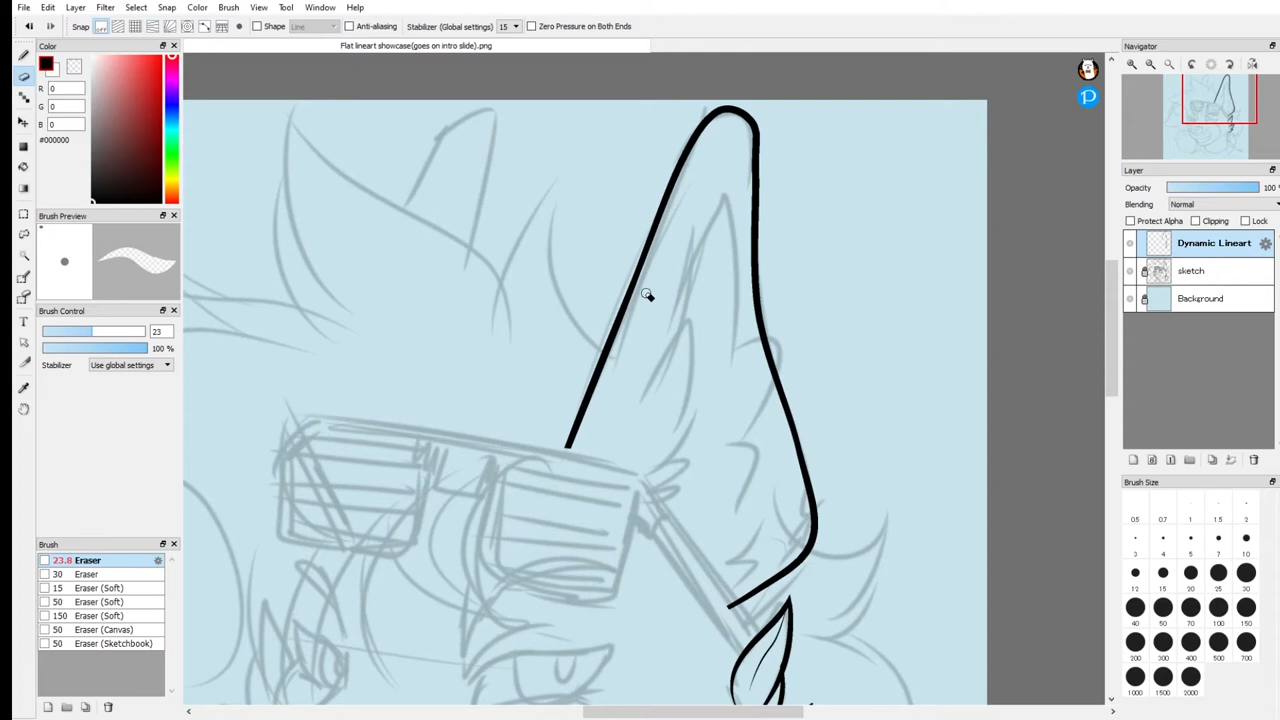 File Edit Layer Filter Select Snap Color Brush View Tool Window Help
Snap OFF Shape Line Anti-aliasing Stabilizer (Global settings) 15 Zero Pressure on Both Ends
Color
Flat lineart showcase(goes on intro slide).png
Navigator
R 0
G 0
B 0
#000000
Layer
Opacity 100 %
Blending Normal
Protect Alpha Clipping Lock
Dynamic Lineart
sketch
Background
Brush Preview
Brush Control
23
100 %
Stabilizer Use global settings
Brush
23.8 Eraser
30 Eraser
15 Eraser (Soft)
50 Eraser (Soft)
150 Eraser (Soft)
50 Eraser (Canvas)
50 Eraser (Sketchbook)
Brush Size
0.5 0.7 1 1.5 2
3 4 5 7 10
12 15 20 25 30
40 50 70 100 150
200 300 400 500 700
1000 1500 2000